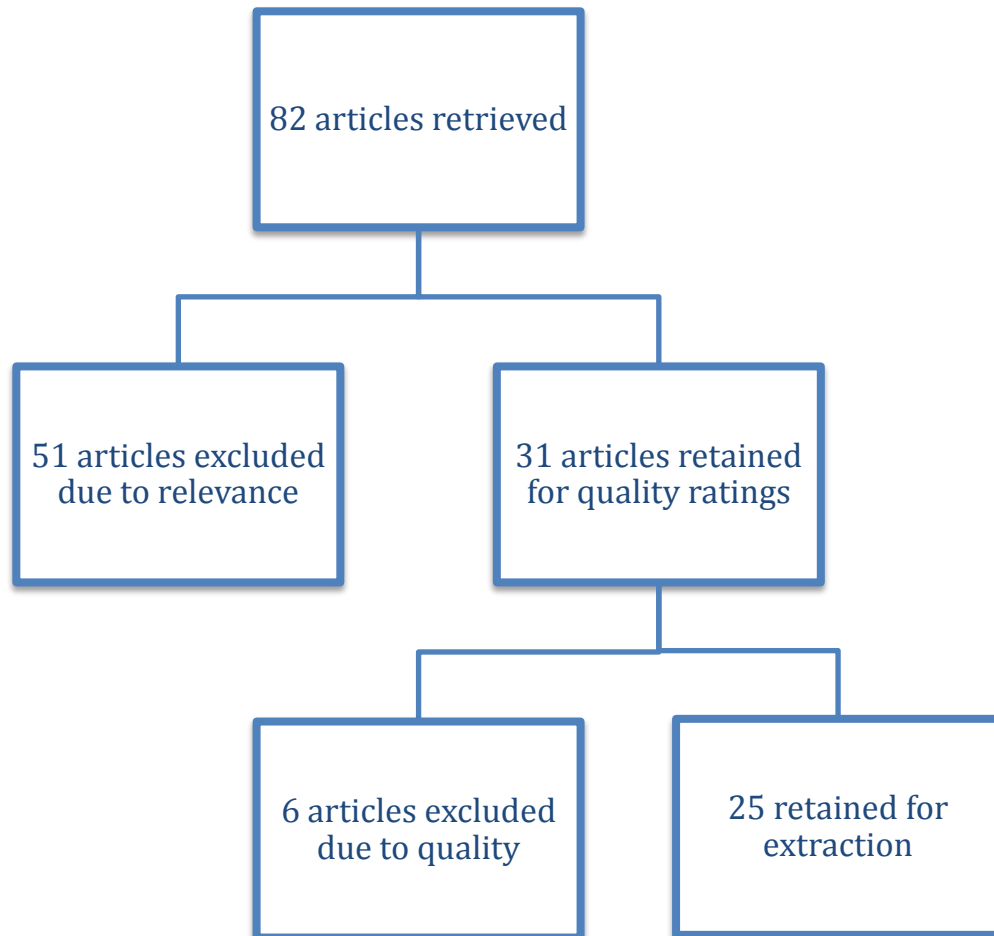 82 articles retrieved
51 articles excluded
due to relevance
31 articles retained
for quality ratings
6 articles excluded
due to quality
25 retained for
extraction